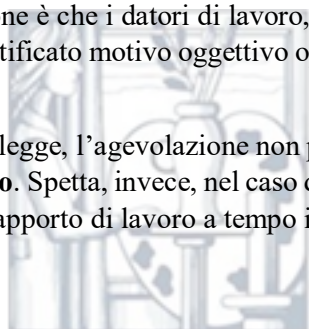 ne è che i datori di lavoro,
tificato motivo oggettivo o
legge, l’agevolazione non p
o. Spetta, invece, nel caso d
apporto di lavoro a tempo i